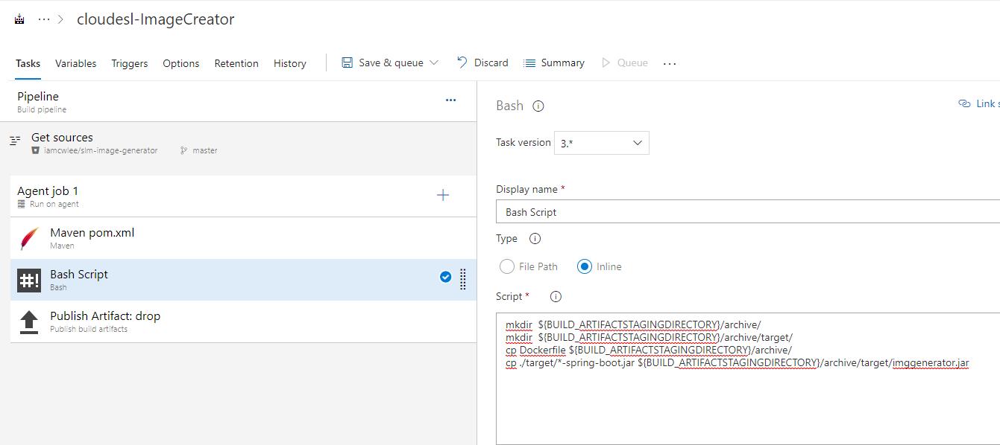 ··· > cloudesl-ImageCreator
Tasks Variables Triggers Options Retention History Save & queue Discard Summary Queue ···
Pipeline
Build pipeline
Get sources
iamcwlee/slm-image-generator master
Agent job 1
Run on agent
Maven pom.xml
Maven
Bash Script
Bash
Publish Artifact: drop
Publish build artifacts
Bash
Link s
Task version 3.*
Display name *
Bash Script
Type
File Path Inline
Script *
mkdir ${BUILD_ARTIFACTSTAGINGDIRECTORY}/archive/
mkdir ${BUILD_ARTIFACTSTAGINGDIRECTORY}/archive/target/
cp Dockerfile ${BUILD_ARTIFACTSTAGINGDIRECTORY}/archive/
cp ./target/*-spring-boot.jar ${BUILD_ARTIFACTSTAGINGDIRECTORY}/archive/target/imggenerator.jar